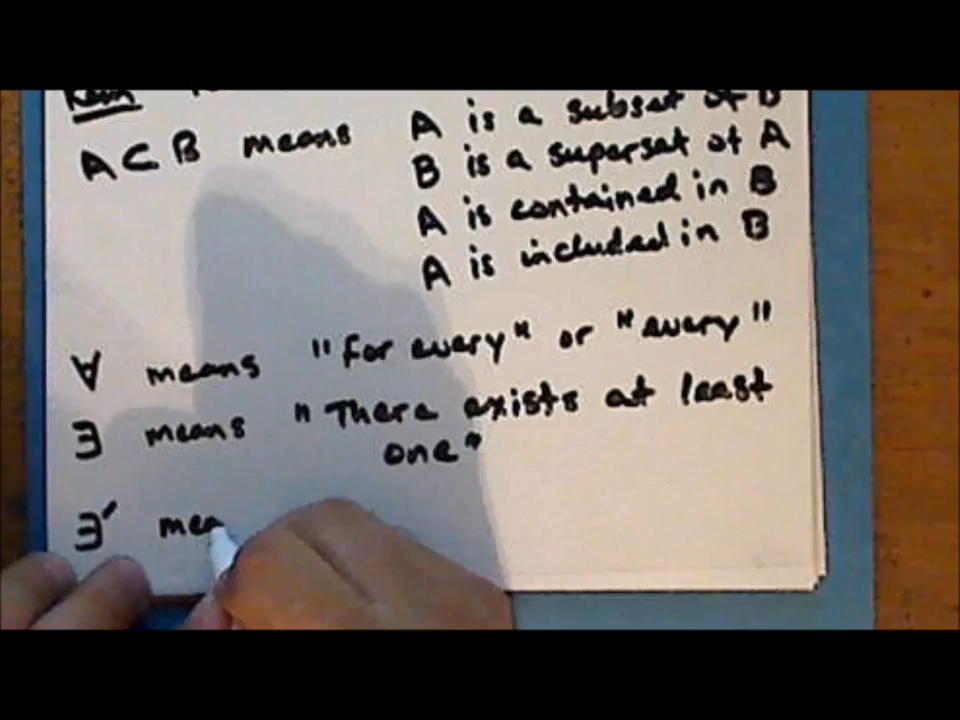 A ⊂ B means A is a subset of B
B is a superset of A
A is contained in B
A is included in B
∀ means "for every" or "every"
∃ means "There exists at least
one"
∃' mea